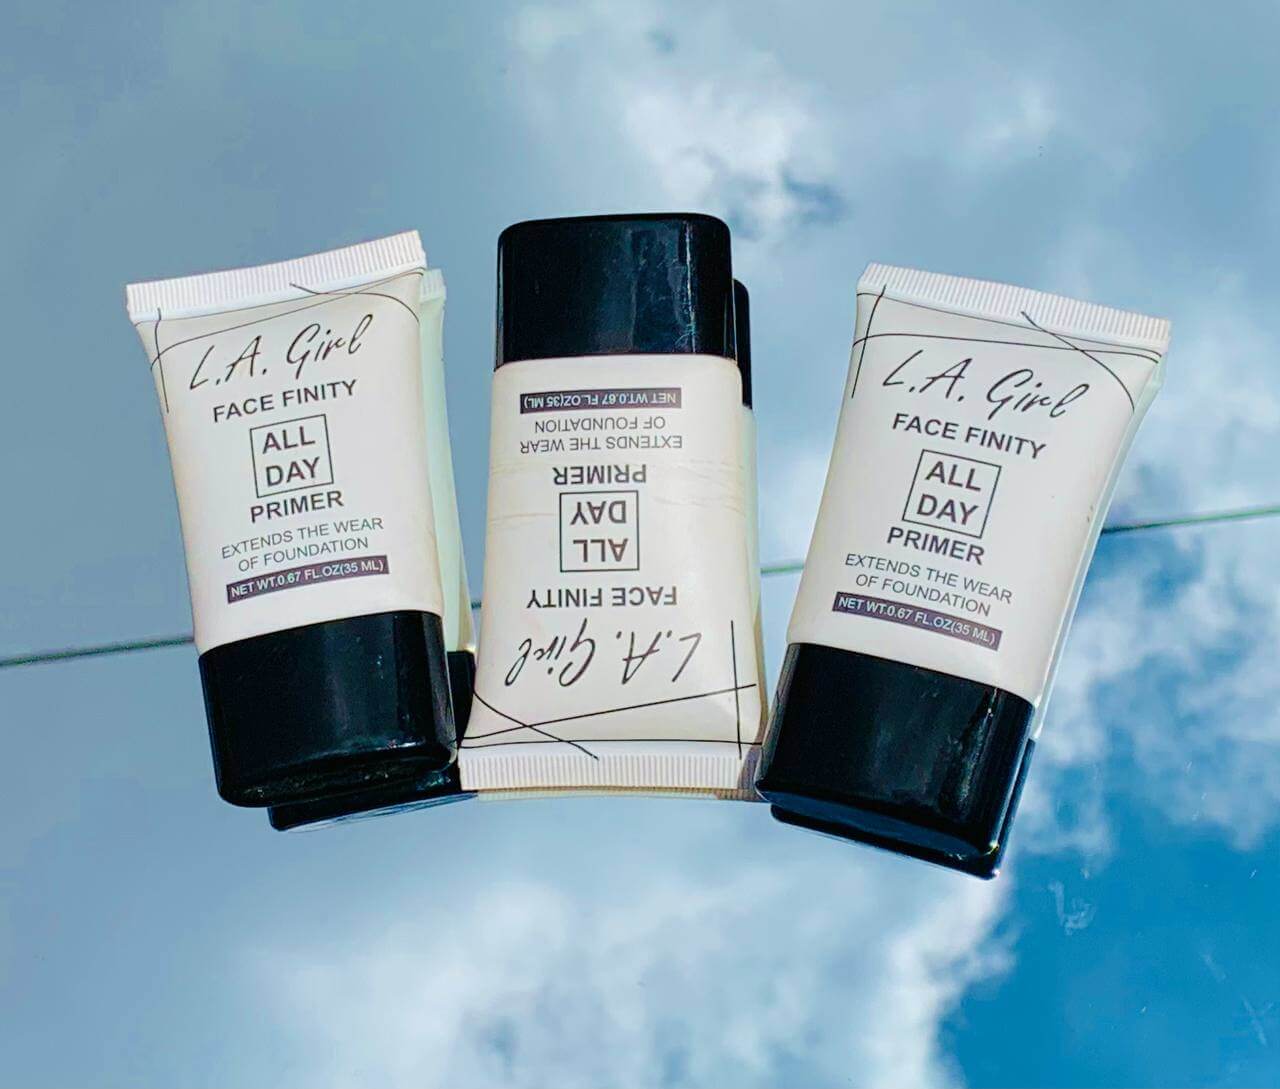 L.A. Girl
FACE FINITY
ALL
DAY
PRIMER
EXTENDS THE WEAR
OF FOUNDATION
NET WT.0.67 FL.OZ(35 ML)
L.A. Girl
FACE FINITY
ALL
DAY
PRIMER
EXTENDS THE WEAR
OF FOUNDATION
NET WT.0.67 FL.OZ(35 ML)
L.A. Girl
FACE FINITY
ALL
DAY
PRIMER
EXTENDS THE WEAR
OF FOUNDATION
NET WT.0.67 FL.OZ(35 ML)